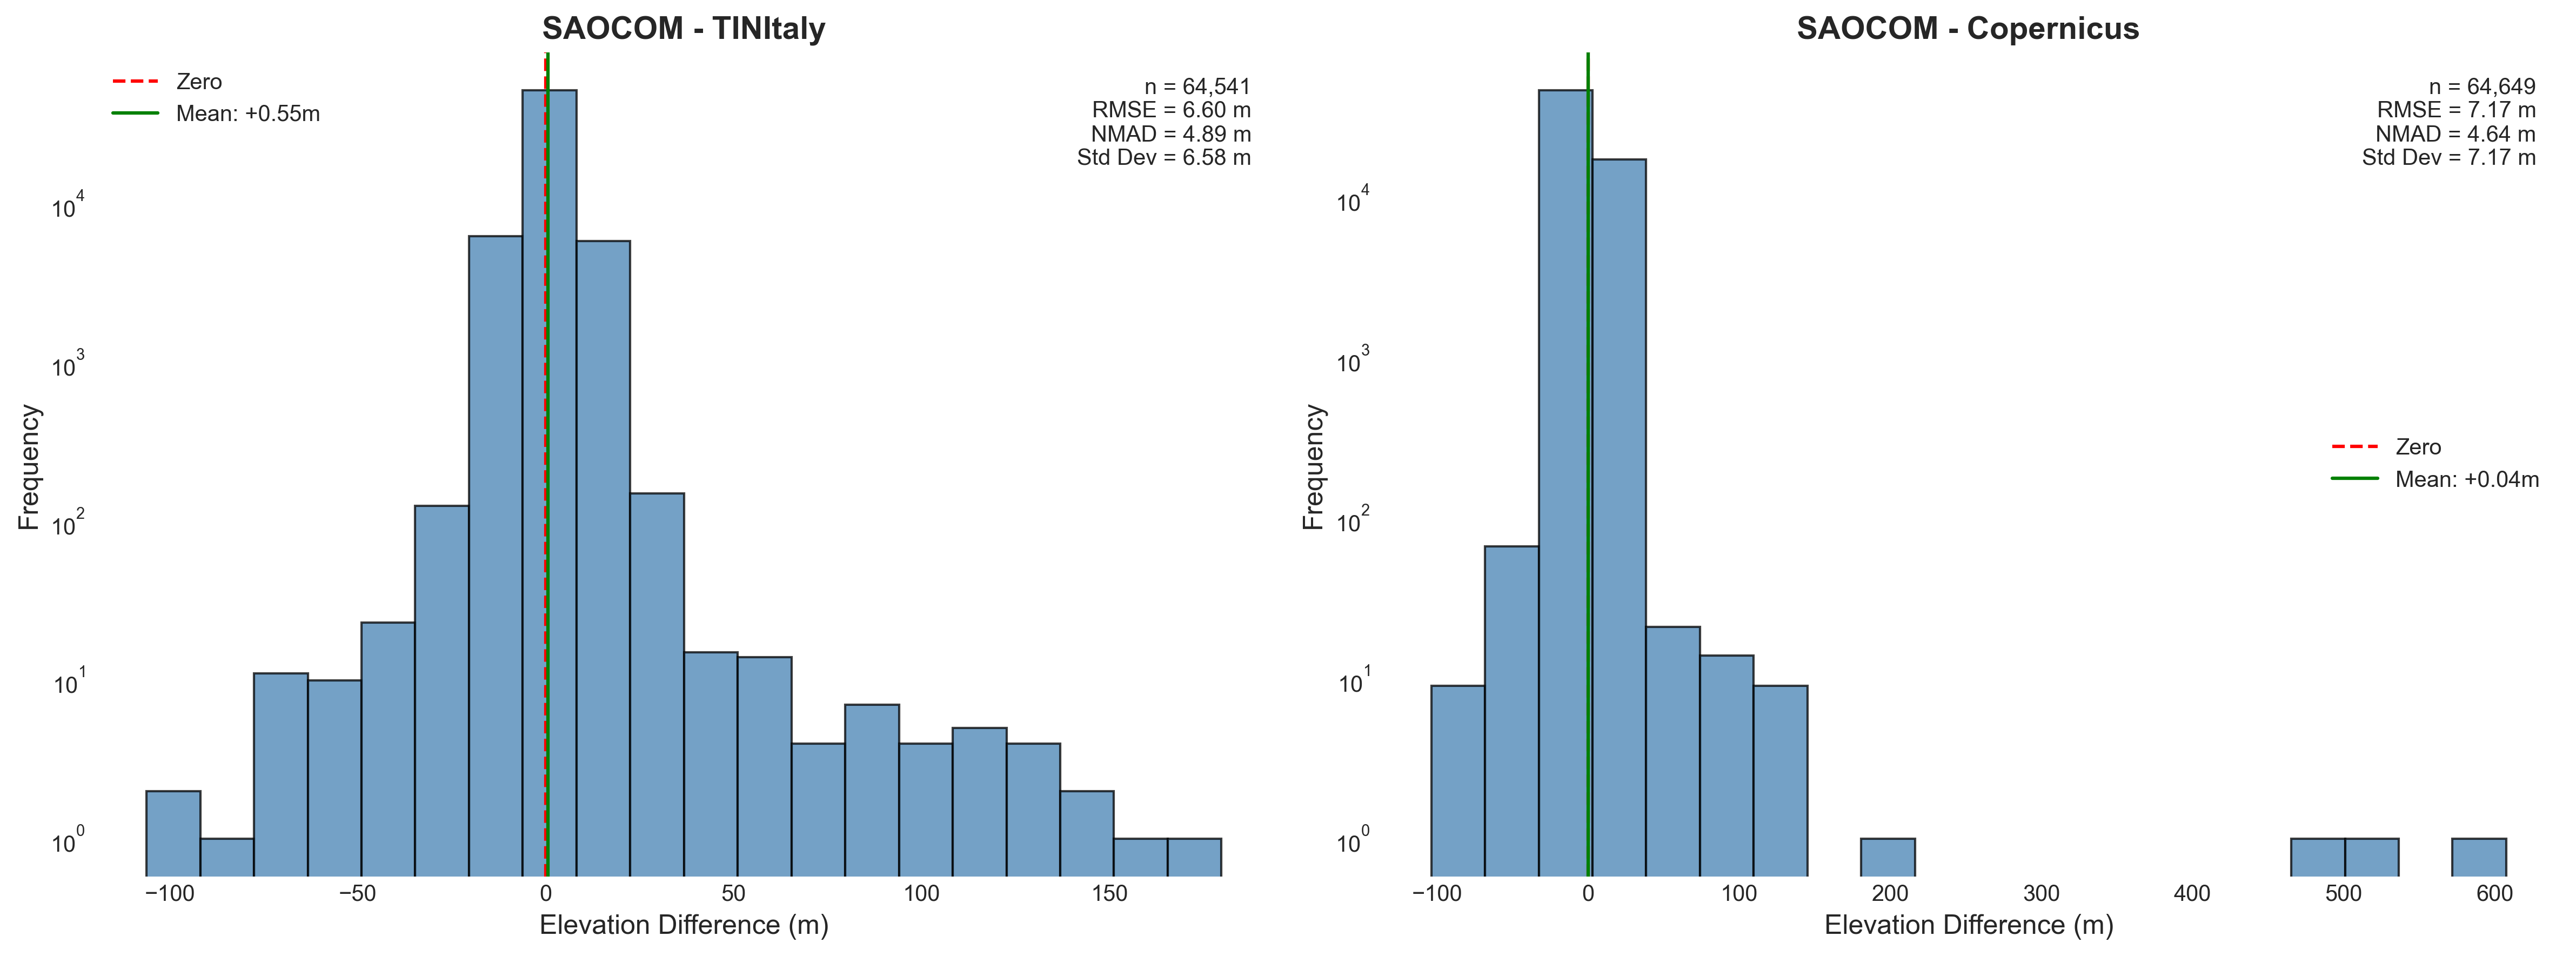 SAOCOM - TINItaly
Zero
Mean: +0.55m
n = 64,541
RMSE = 6.60 m
NMAD = 4.89 m
Std Dev = 6.58 m
10^4
10^3
10^2
10^1
10^0
Frequency
−100 −50 0 50 100 150
Elevation Difference (m)
SAOCOM - Copernicus
n = 64,649
RMSE = 7.17 m
NMAD = 4.64 m
Std Dev = 7.17 m
Zero
Mean: +0.04m
10^4
10^3
10^2
10^1
10^0
Frequency
−100 0 100 200 300 400 500 600
Elevation Difference (m)